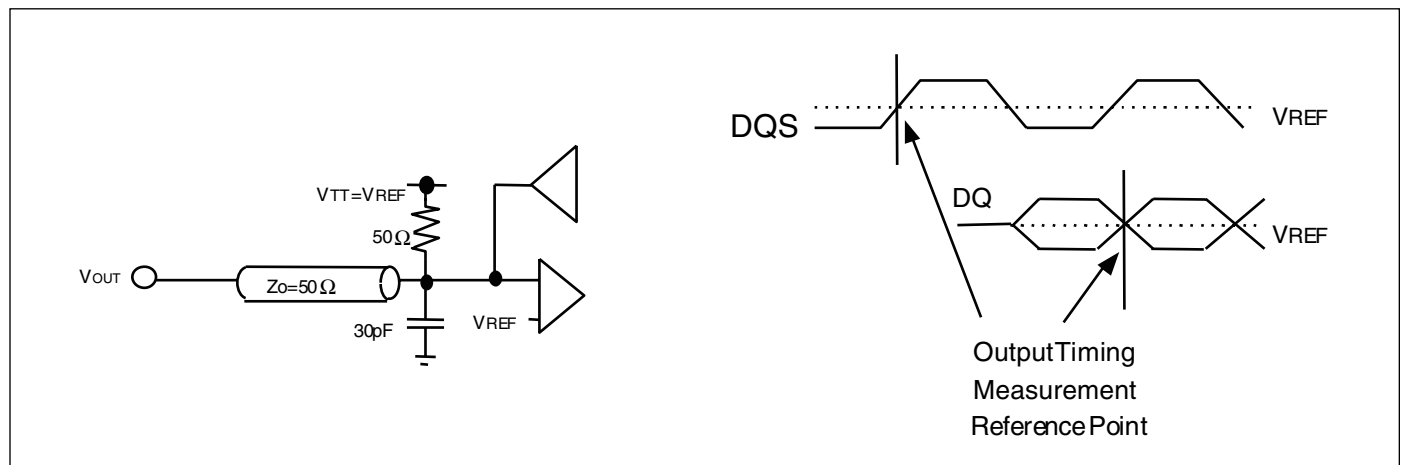 VTT=VREF
50Ω
VOUT
Zo=50Ω
30pF
VREF
DQS
VREF
DQ
VREF
OutputTiming
Measurement
ReferencePoint